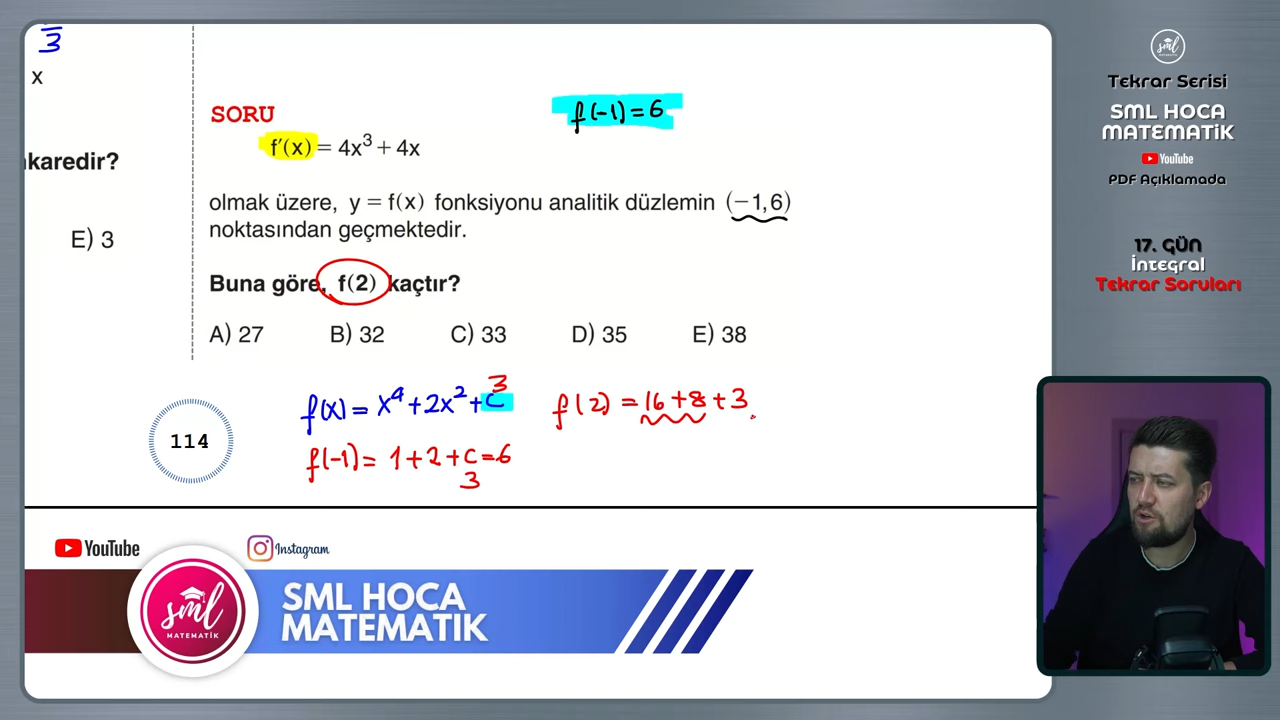 3
x
karedir?
E) 3
SORU
f(-1) = 6
f'(x) = 4x³ + 4x
olmak üzere, y = f(x) fonksiyonu analitik düzlemin (−1, 6)
noktasından geçmektedir.
Buna göre, f(2) kaçtır?
A) 27 B) 32 C) 33 D) 35 E) 38
f(x) = x⁴ + 2x² + c 3
f(-1) = 1 + 2 + c = 6
3
f(2) = 16 + 8 + 3
114
YouTube
Instagram
sml
MATEMATİK
SML HOCA
MATEMATİK
sml
Tekrar Serisi
SML HOCA
MATEMATİK
YouTube
PDF Açıklamada
17. GÜN
İntegral
Tekrar Soruları